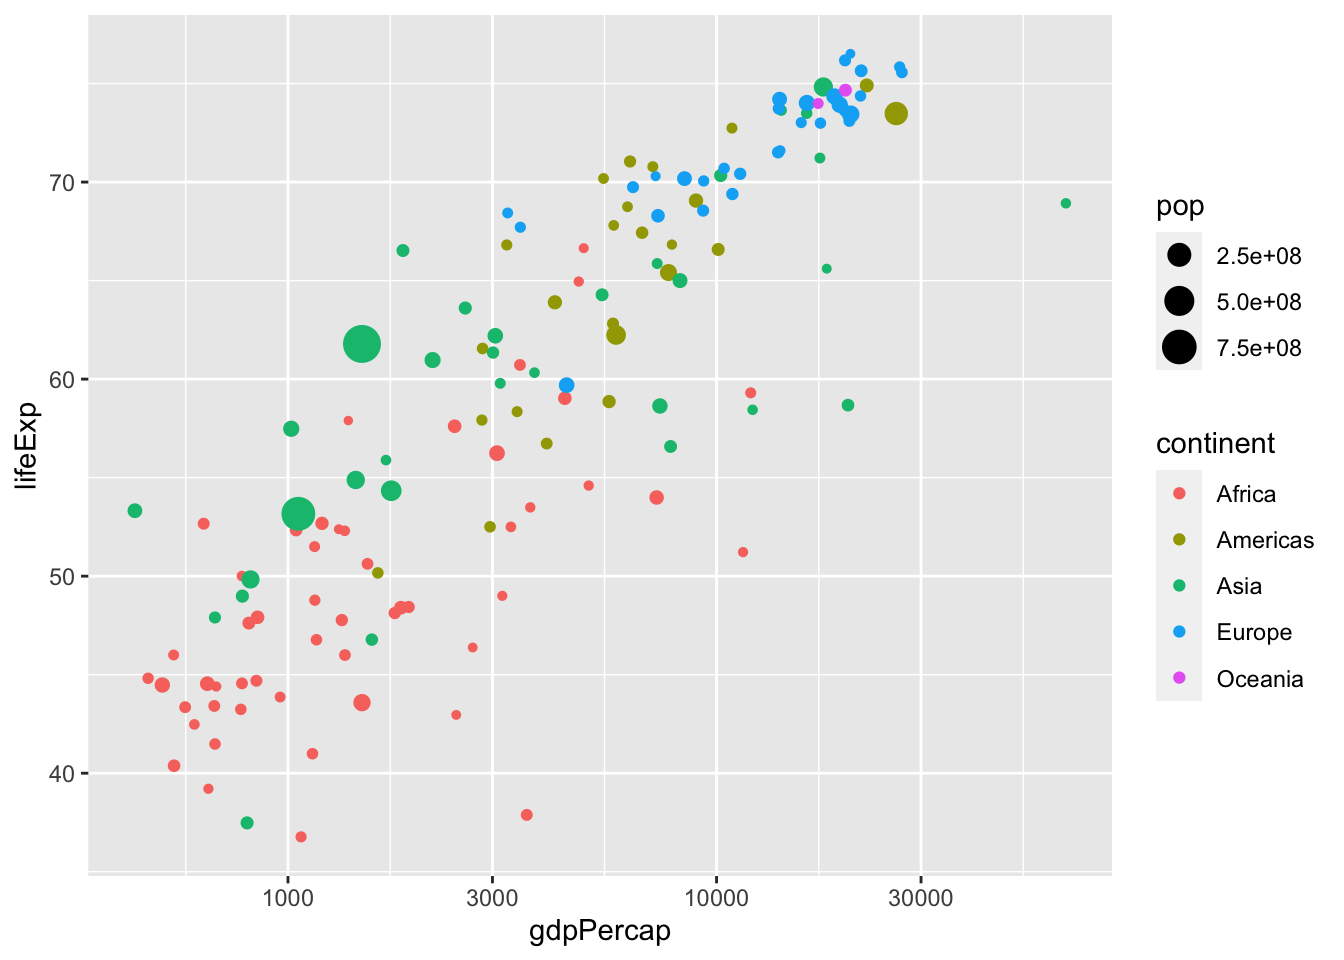 lifeExp
70
60
50
40
1000 3000 10000 30000
gdpPercap
pop
2.5e+08
5.0e+08
7.5e+08
continent
Africa
Americas
Asia
Europe
Oceania